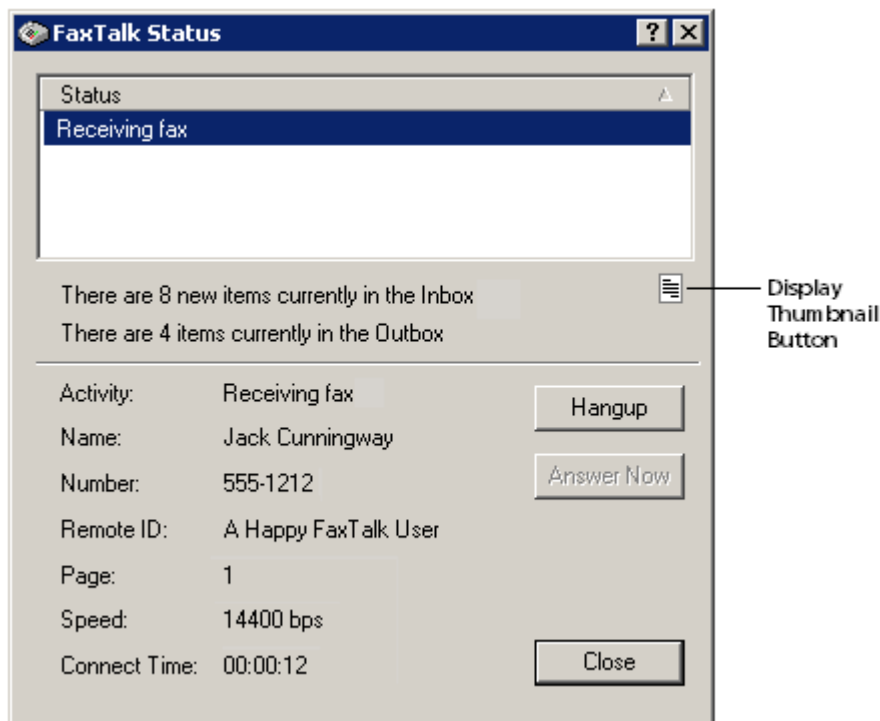 FaxTalk Status
Status
Receiving fax
There are 8 new items currently in the Inbox
There are 4 items currently in the Outbox
Display
Thumbnail
Button
Activity: Receiving fax
Hangup
Name: Jack Cunningway
Number: 555-1212
Answer Now
Remote ID: A Happy FaxTalk User
Page: 1
Speed: 14400 bps
Connect Time: 00:00:12
Close